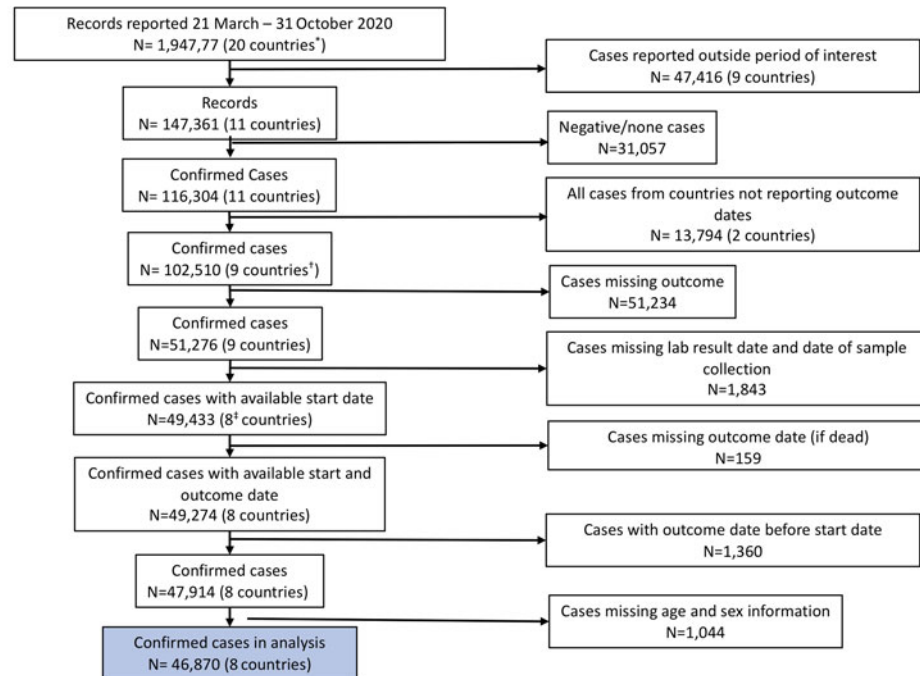 Records reported 21 March – 31 October 2020
N= 1,947,77 (20 countries*)
Cases reported outside period of interest
N= 47,416 (9 countries)
Records
N= 147,361 (11 countries)
Negative/none cases
N=31,057
Confirmed Cases
N= 116,304 (11 countries)
All cases from countries not reporting outcome
dates
N= 13,794 (2 countries)
Confirmed cases
N= 102,510 (9 countries†)
Cases missing outcome
N=51,234
Confirmed cases
N=51,276 (9 countries)
Cases missing lab result date and date of sample
collection
N=1,843
Confirmed cases with available start date
N=49,433 (8‡ countries)
Cases missing outcome date (if dead)
N=159
Confirmed cases with available start and
outcome date
N=49,274 (8 countries)
Cases with outcome date before start date
N=1,360
Confirmed cases
N=47,914 (8 countries)
Cases missing age and sex information
N=1,044
Confirmed cases in analysis
N= 46,870 (8 countries)